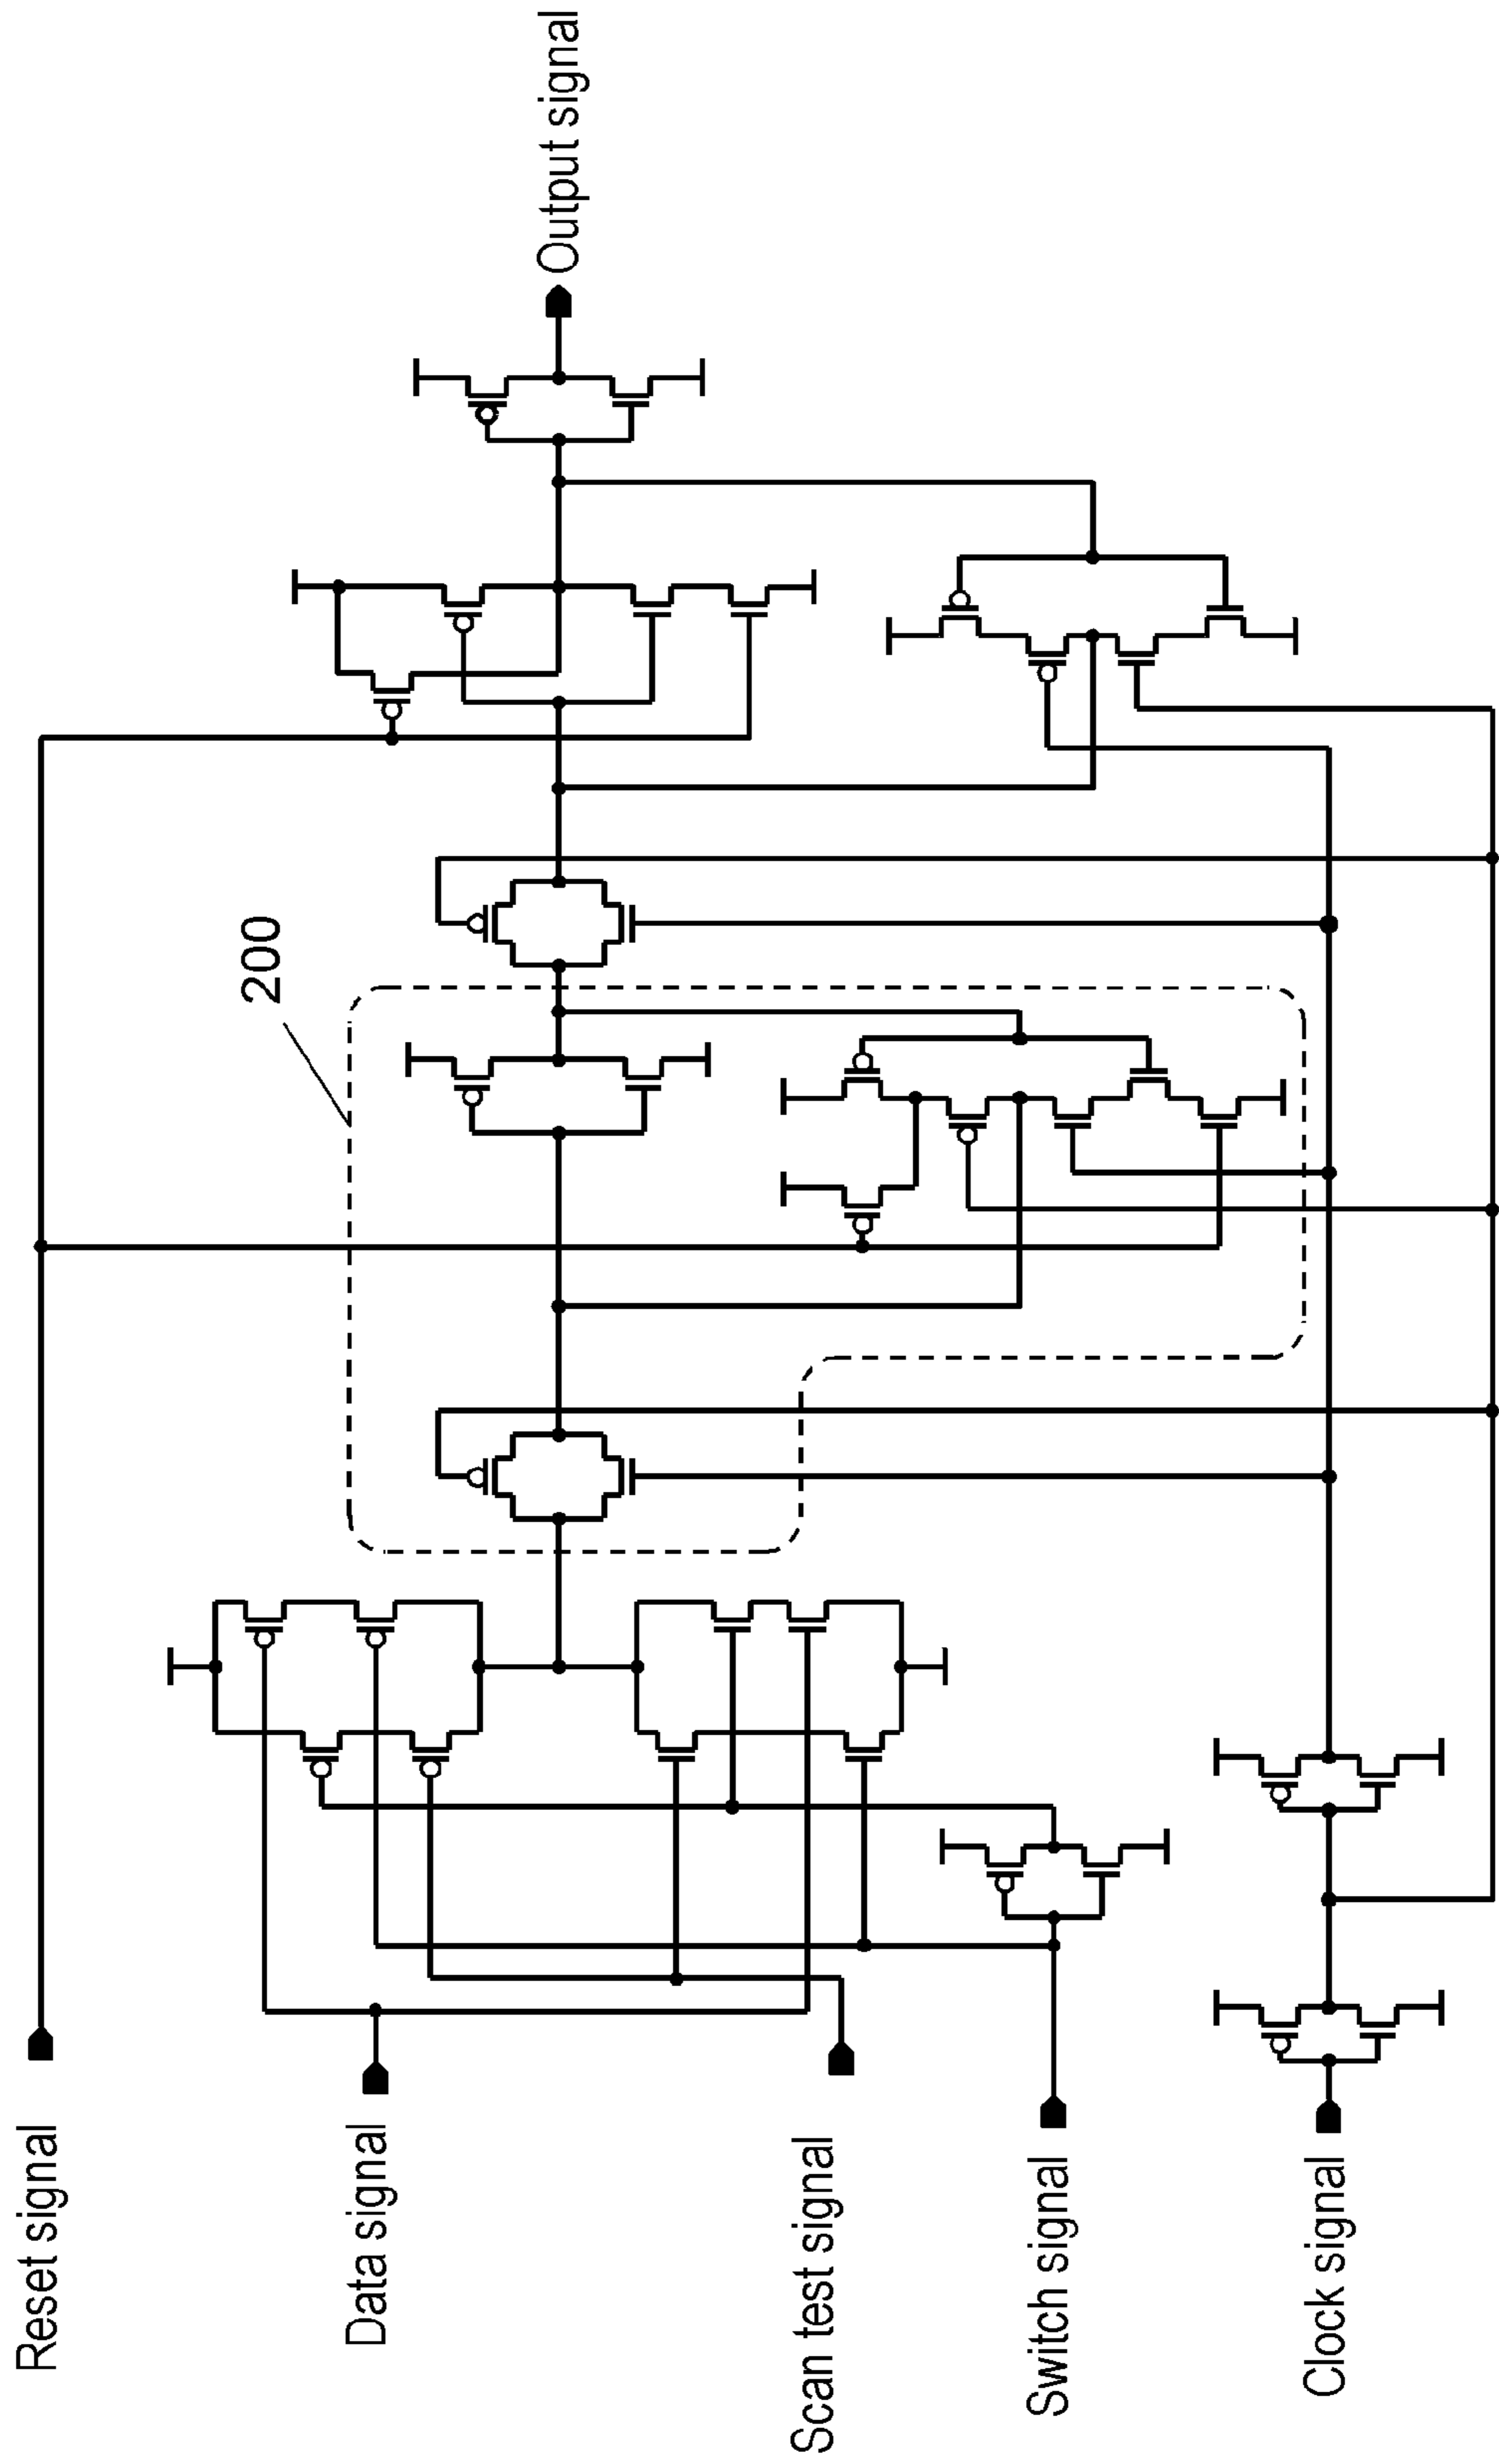 Reset signal
Data signal
Scan test signal
Switch signal
Clock signal
200
Output signal